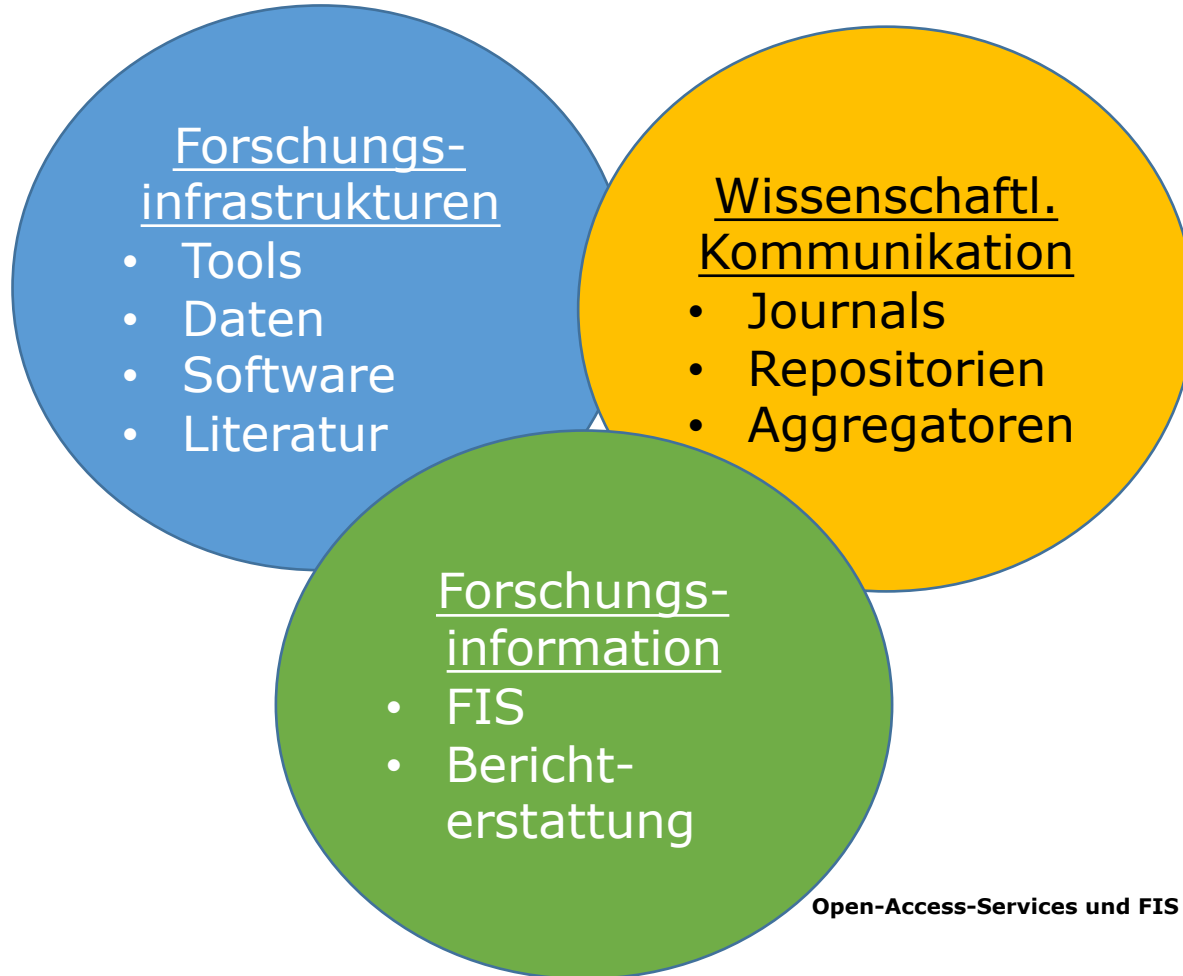 Forschungs-
infrastrukturen
• Tools
• Daten
• Software
• Literatur
Wissenschaftl.
Kommunikation
• Journals
• Repositorien
• Aggregatoren
Forschungs-
information
• FIS
• Bericht-
erstattung
Open-Access-Services und FIS